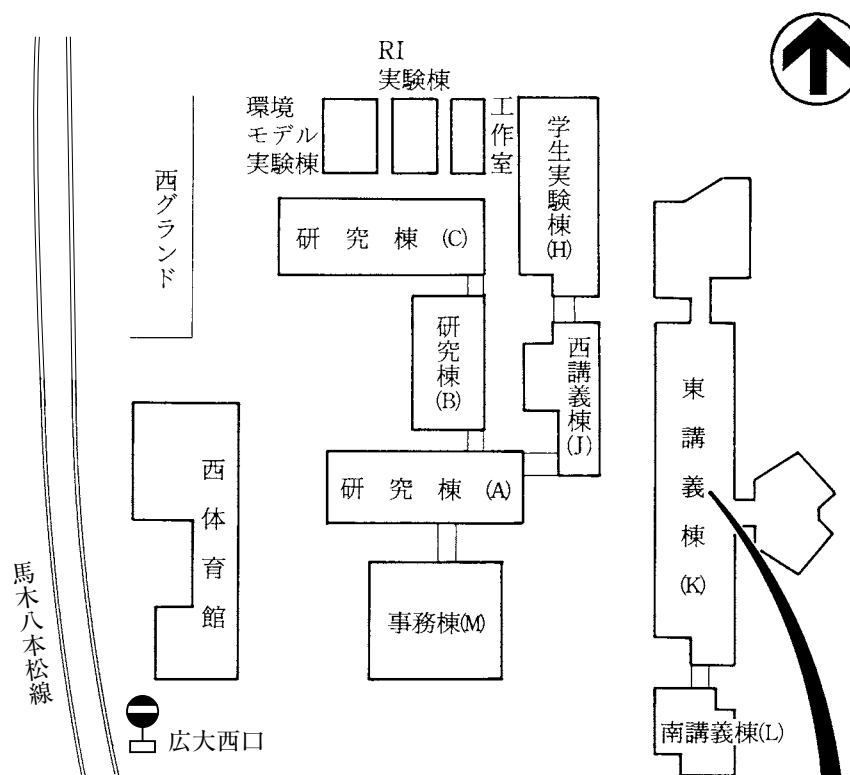 RI
実験棟
環境
モデル
実験棟
工作室
学生実験棟(H)
西グランド
研究棟(C)
研究棟(B)
西講義棟(J)
東講義棟(K)
研究棟(A)
西体育館
事務棟(M)
馬木八本松線
広大西口
南講義棟(L)